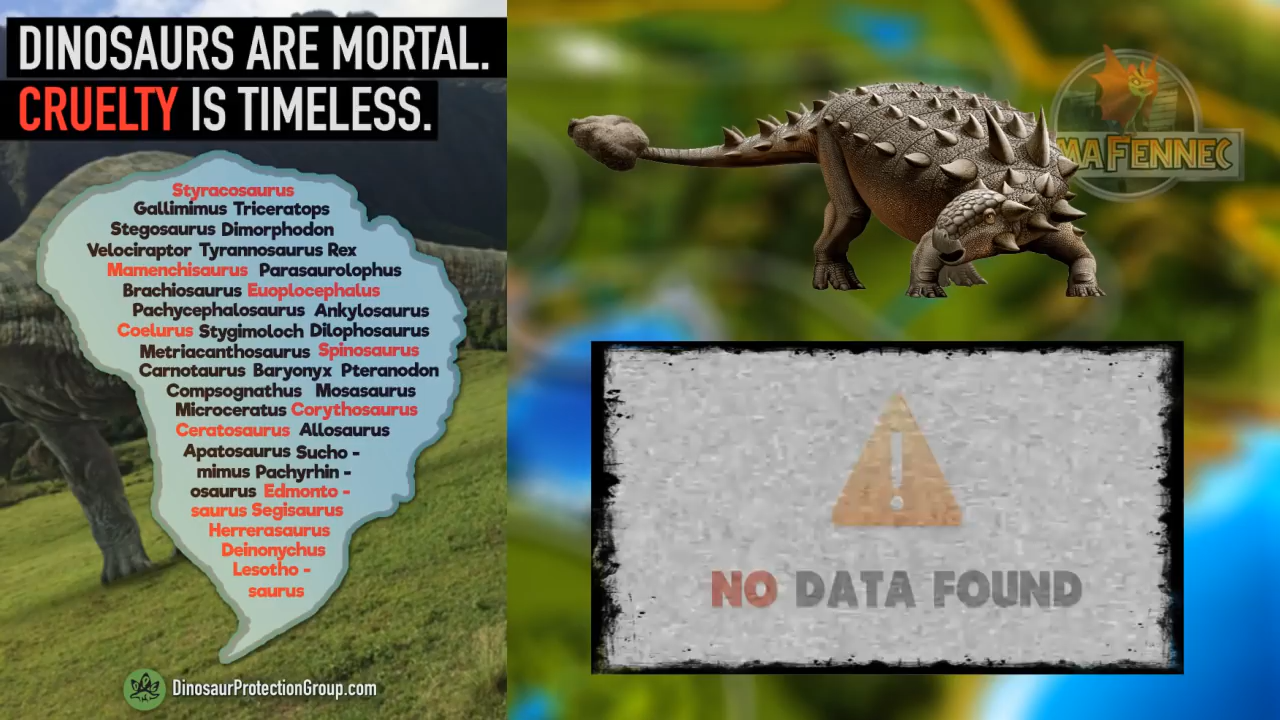 DINOSAURS ARE MORTAL.
CRUELTY IS TIMELESS.
Styracosaurus
Gallimimus Triceratops
Stegosaurus Dimorphodon
Velociraptor Tyrannosaurus Rex
Mamenchisaurus Parasaurolophus
Brachiosaurus Euoplocephalus
Pachycephalosaurus Ankylosaurus
Coelurus Stygimoloch Dilophosaurus
Metriacanthosaurus Spinosaurus
Carnotaurus Baryonyx Pteranodon
Compsognathus Mosasaurus
Microceratus Corythosaurus
Ceratosaurus Allosaurus
Apatosaurus Sucho -
mimus Pachyrhin -
osaurus Edmonto -
saurus Segisaurus
Herrerasaurus
Deinonychus
Lesotho -
saurus
DinosaurProtectionGroup.com
FENNEC
NO DATA FOUND